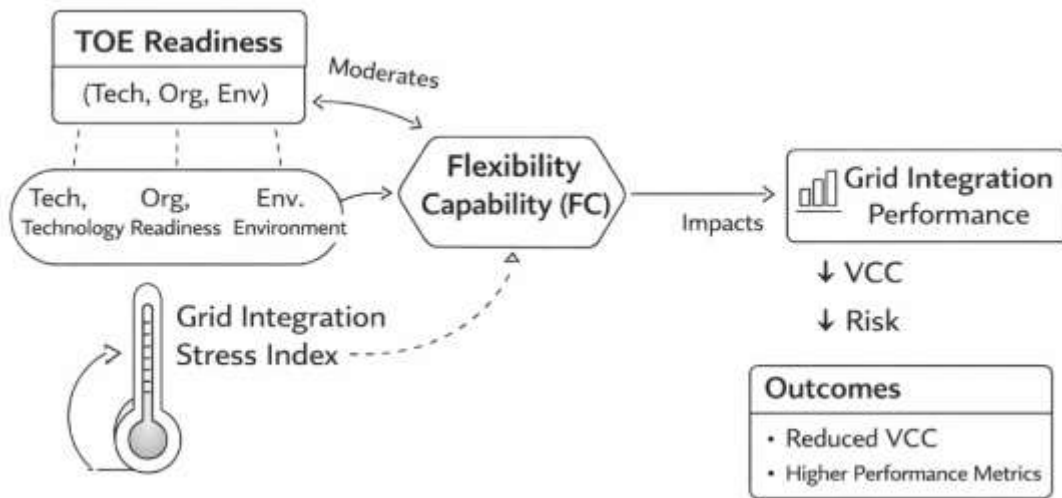 TOE Readiness
(Tech, Org, Env)
Moderates
Tech, Org, Env.
Technology Readiness Environment
Flexibility
Capability (FC)
Impacts
Grid Integration
Performance
↓ VCC
↓ Risk
Grid Integration
Stress Index
Outcomes
• Reduced VCC
• Higher Performance Metrics